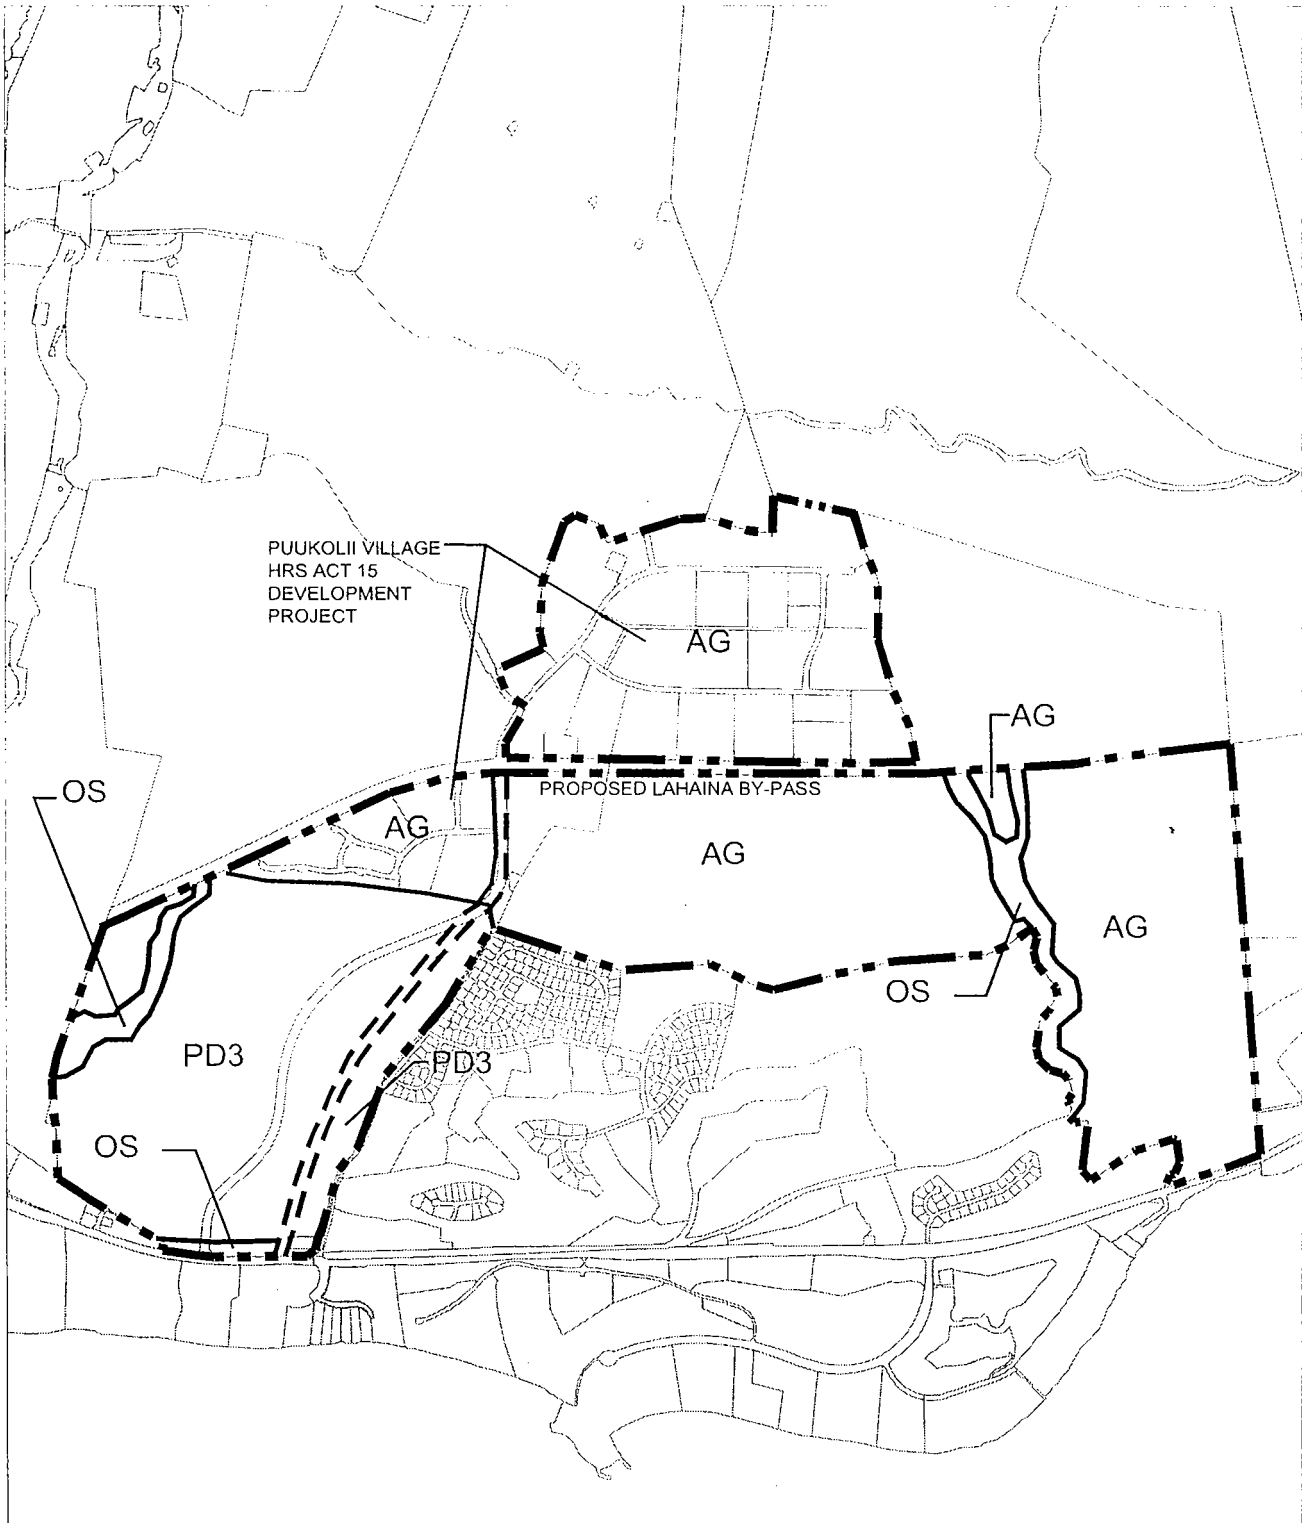 PUUKOLII VILLAGE
HRS ACT 15
DEVELOPMENT
PROJECT
AG
AG
OS
PROPOSED LAHAINA BY-PASS
AG
AG
AG
OS
PD3
PD3
OS